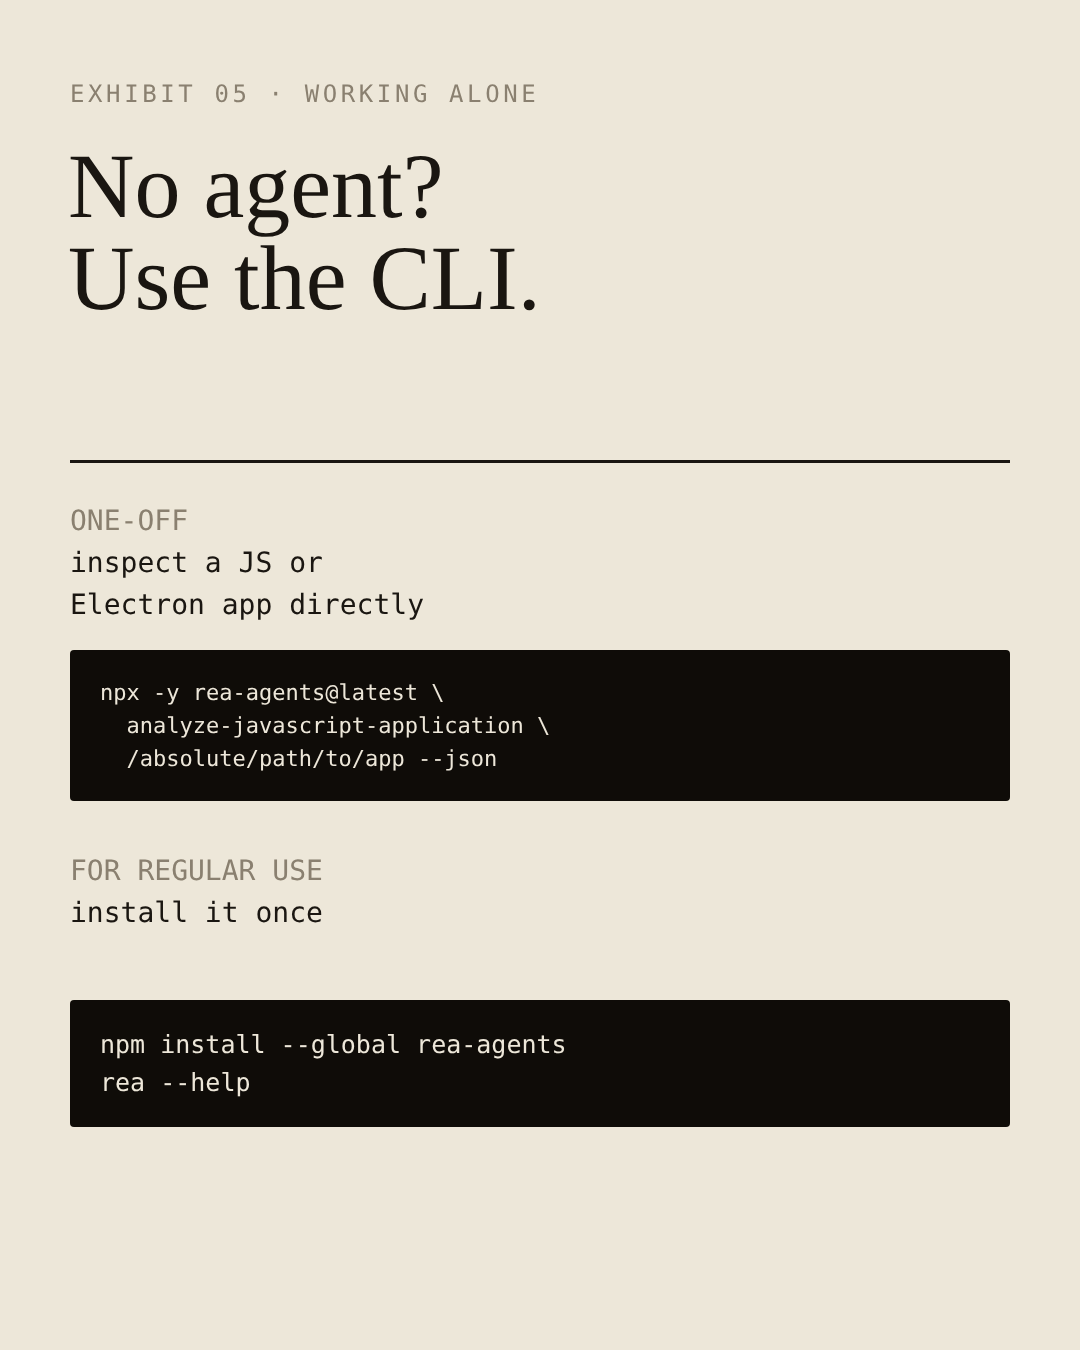 EXHIBIT 05 · WORKING ALONE
No agent?
Use the CLI.
ONE-OFF
inspect a JS or
Electron app directly
npx -y rea-agents@latest \
  analyze-javascript-application \
  /absolute/path/to/app --json
FOR REGULAR USE
install it once
npm install --global rea-agents
rea --help